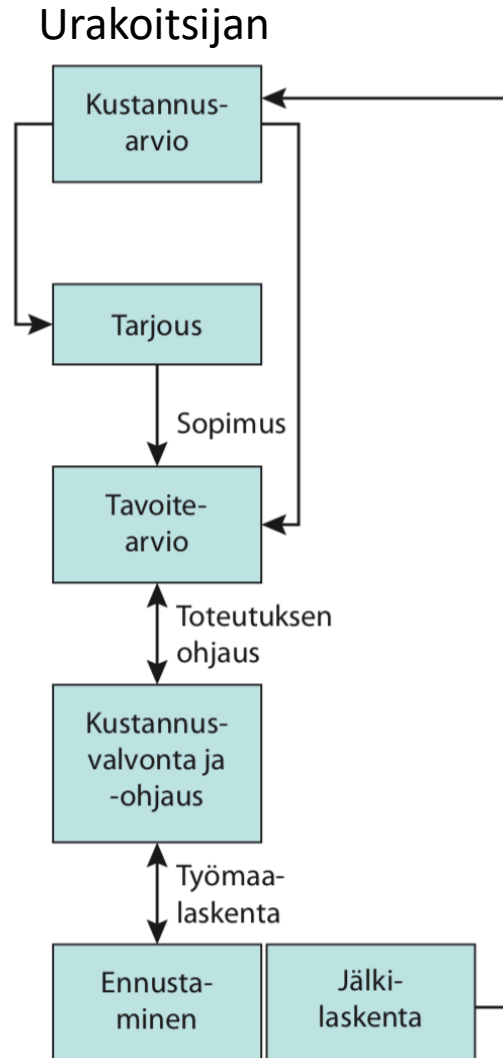 Urakoitsijan
Kustannus-
arvio
Tarjous
Sopimus
Tavoite-
arvio
Toteutuksen
ohjaus
Kustannus-
valvonta ja
-ohjaus
Työmaa-
laskenta
Ennusta-
minen
Jälki-
laskenta